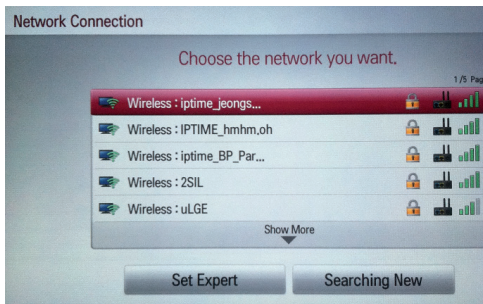 Network Connection
Choose the network you want.
1/5 Pag
Wireless : iptime_jeongs...
Wireless : IPTIME_hmhm.oh
Wireless : iptime_BP_Par...
Wireless : 2SIL
Wireless : uLGE
Show More
Set Expert
Searching New